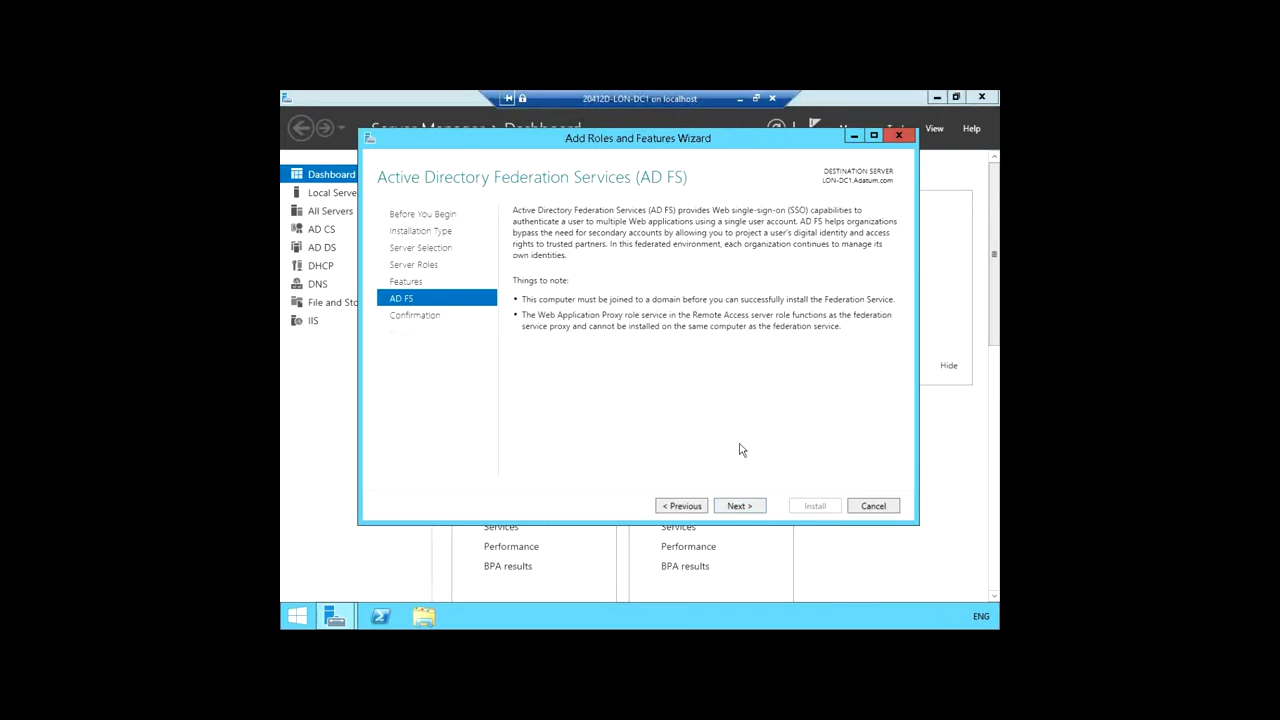 20412D-LON-DC1 on localhost
View
Help
Add Roles and Features Wizard
Active Directory Federation Services (AD FS)
DESTINATION SERVER
LON-DC1.Adatum.com
Dashboard
Local Serve
All Servers
AD CS
AD DS
DHCP
DNS
File and Sto
IIS
Before You Begin
Installation Type
Server Selection
Server Roles
Features
AD FS
Confirmation
Active Directory Federation Services (AD FS) provides Web single-sign-on (SSO) capabilities to
authenticate a user to multiple Web applications using a single user account. AD FS helps organizations
bypass the need for secondary accounts by allowing you to project a user's digital identity and access
rights to trusted partners. In this federated environment, each organization continues to manage its
own identities.
Things to note:
• This computer must be joined to a domain before you can successfully install the Federation Service.
• The Web Application Proxy role service in the Remote Access server role functions as the federation
service proxy and cannot be installed on the same computer as the federation service.
Hide
< Previous
Next >
Install
Cancel
Services
Services
Performance
Performance
BPA results
BPA results
ENG